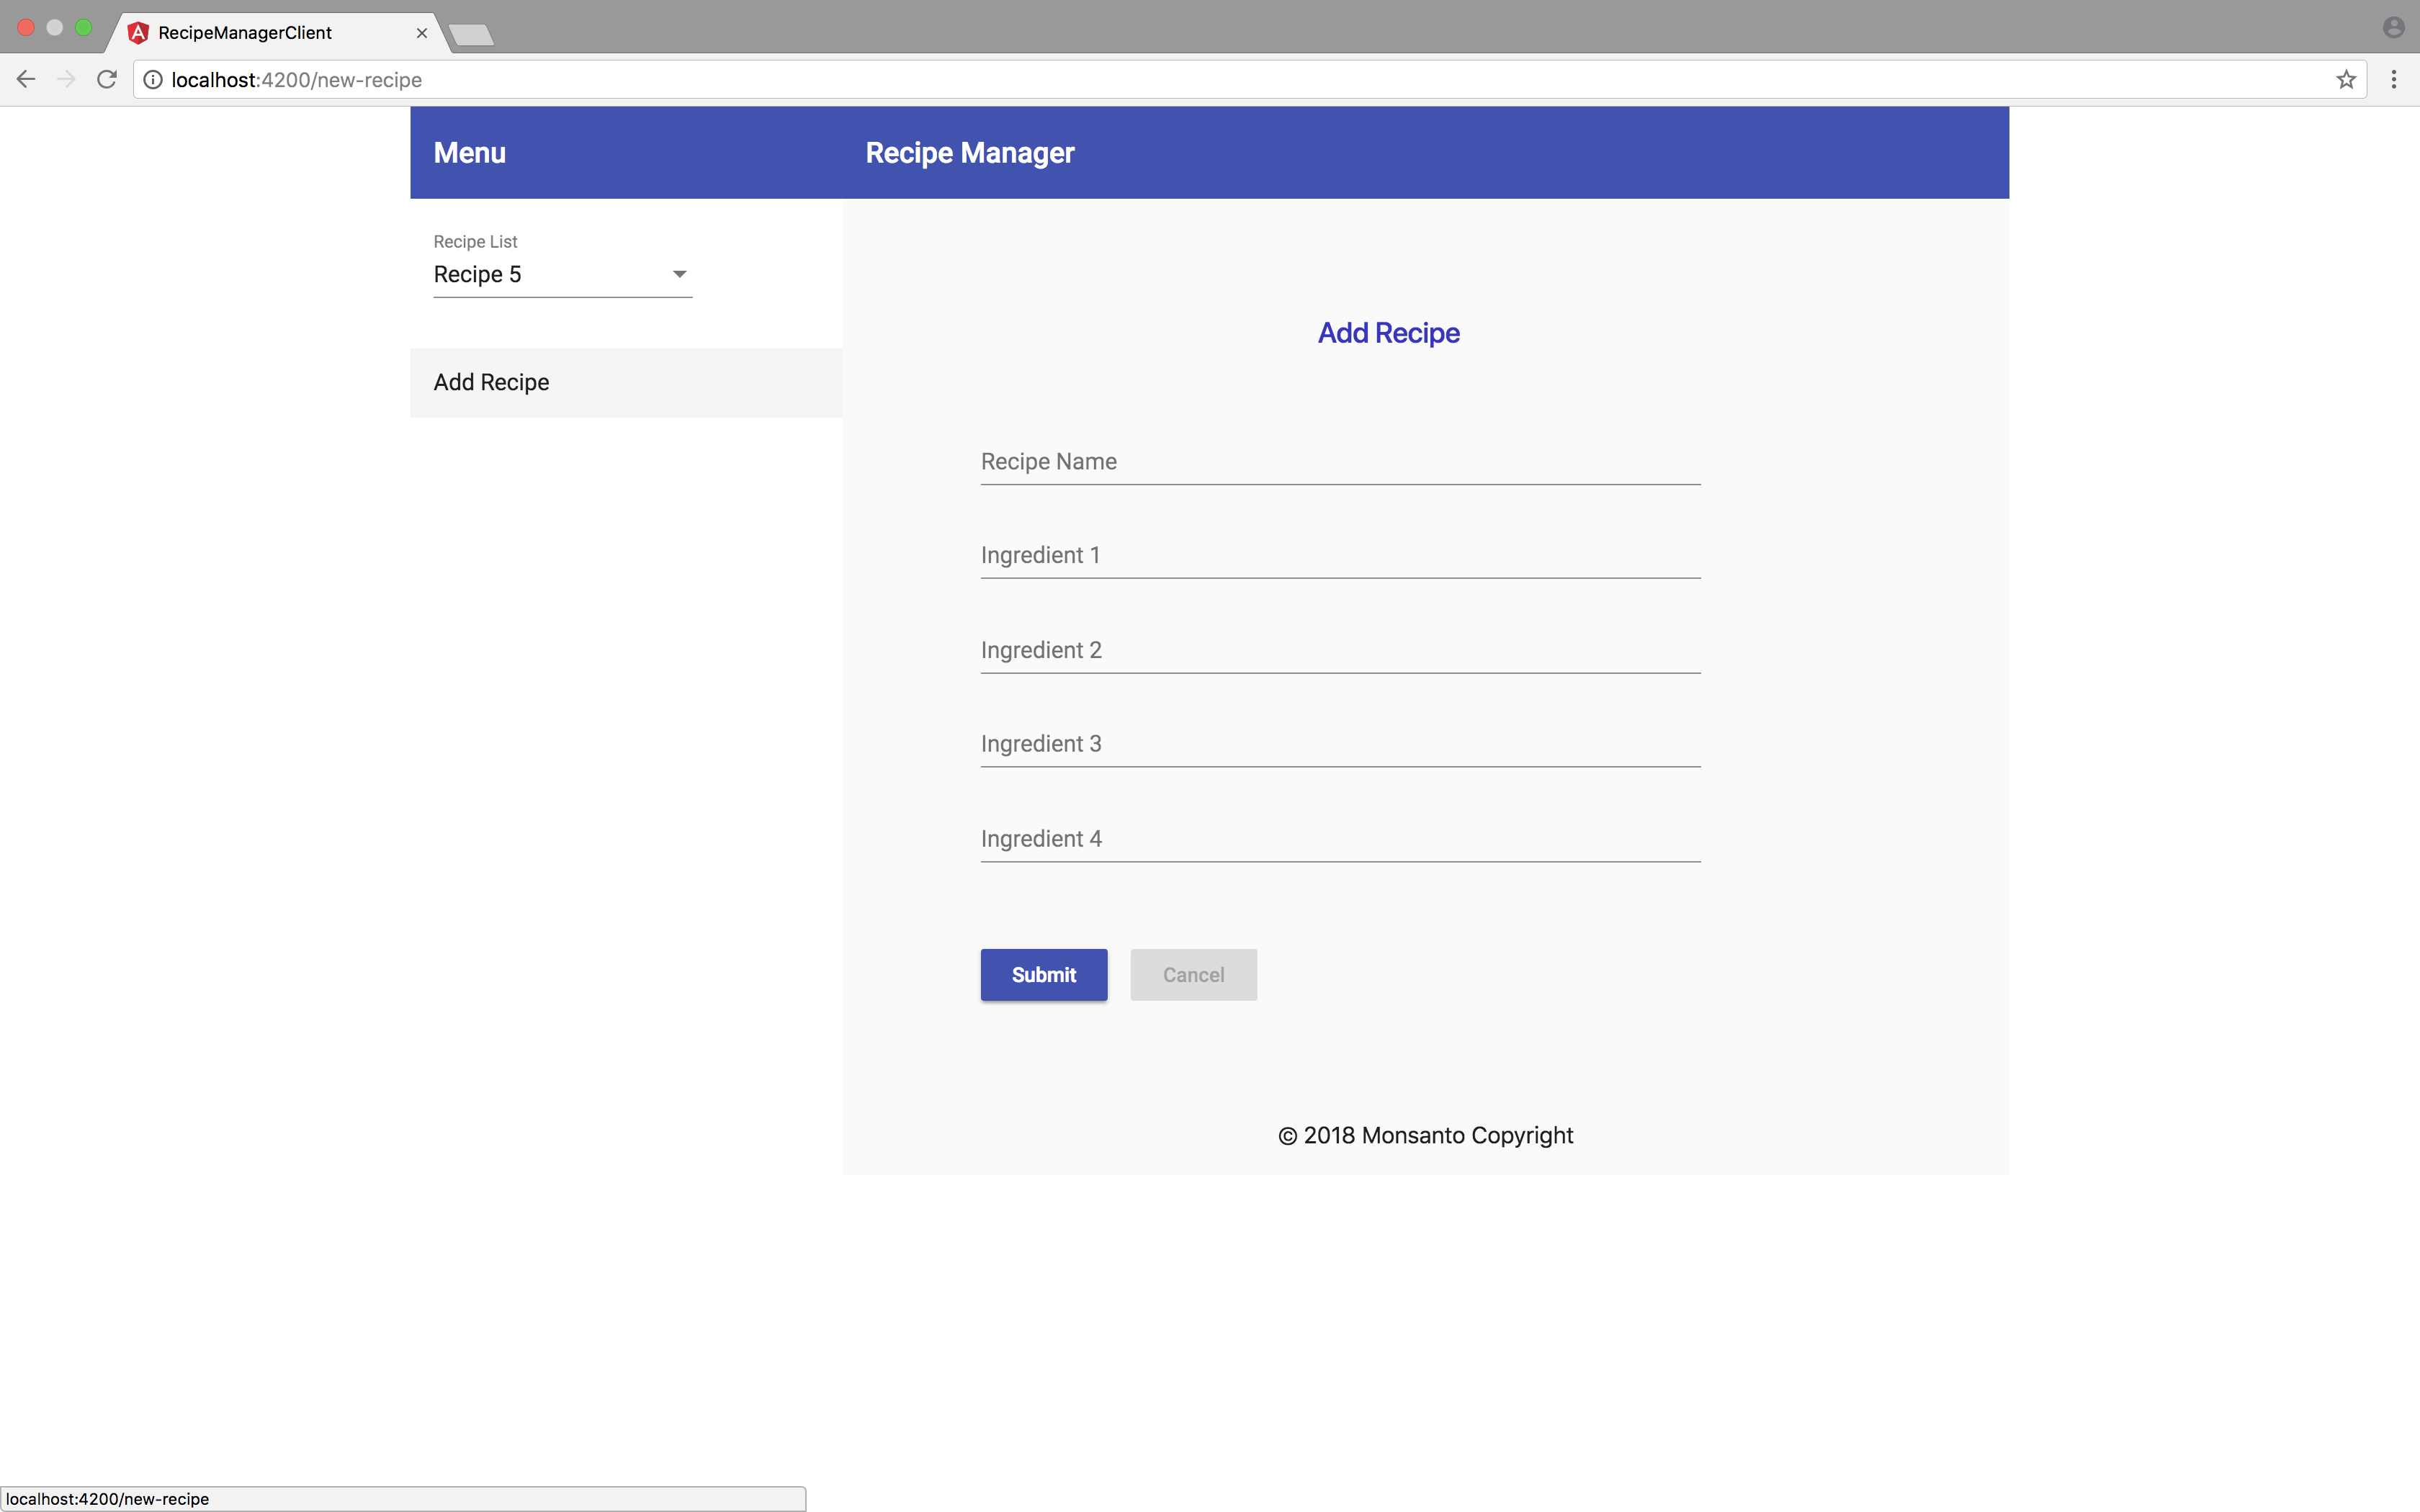 RecipeManagerClient
localhost:4200/new-recipe
Menu
Recipe Manager
Recipe List
Recipe 5
Add Recipe
Add Recipe
Recipe Name
Ingredient 1
Ingredient 2
Ingredient 3
Ingredient 4
Submit
Cancel
© 2018 Monsanto Copyright
localhost:4200/new-recipe